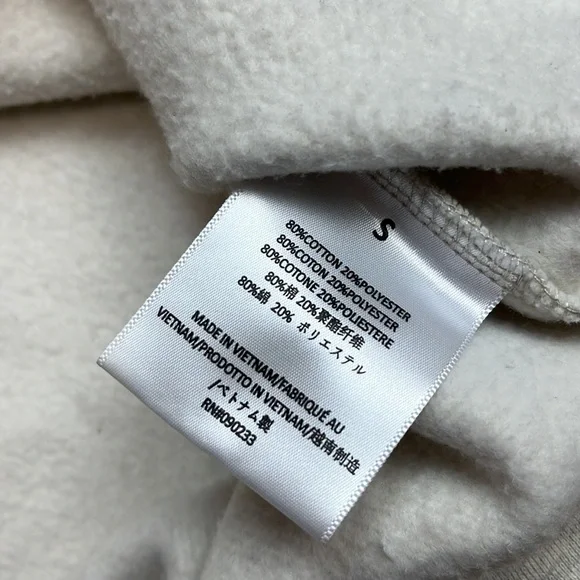 S
80%COTTON 20%POLYESTER
80%COTON 20%POLYESTER
80%COTONE 20%POLIESTERE
80%棉 20%聚酯纤维
80%綿 20% ポリエステル
MADE IN VIETNAM/FABRIQUÉ AU
VIETNAM/PRODOTTO IN VIETNAM/越南制造
/ベトナム製
RN#090233